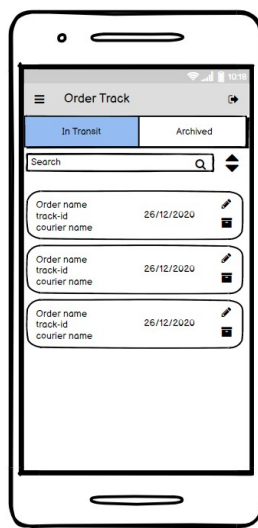 10:18
Order Track
In Transit Archived
Search
Order name
track-id
courier name
26/12/2020
Order name
track-id
courier name
26/12/2020
Order name
track-id
courier name
26/12/2020